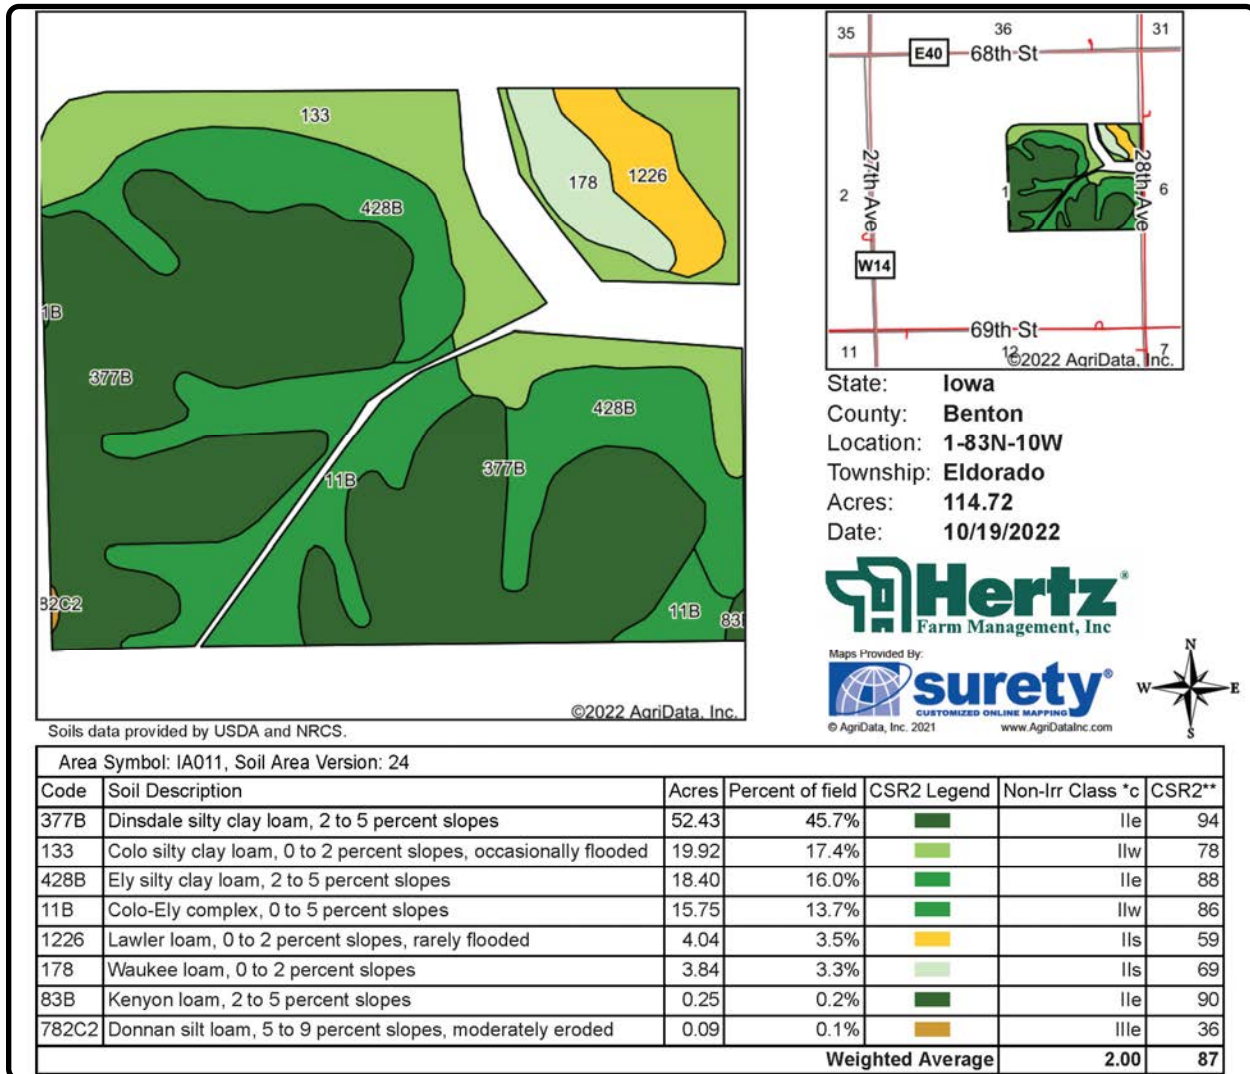 133
178
1226
428B
1B
377B
428B
377B
11B
82C2
11B
83
©2022 AgriData, Inc.
Soils data provided by USDA and NRCS.
35
36
31
E40
68th St
27th Ave
28th Ave
2
1
6
W14
69th St
11
12
7
©2022 AgriData, Inc.
State: Iowa
County: Benton
Location: 1-83N-10W
Township: Eldorado
Acres: 114.72
Date: 10/19/2022
Hertz®
Farm Management, Inc
Maps Provided By:
surety®
CUSTOMIZED ONLINE MAPPING
© AgriData, Inc. 2021 www.AgriDataInc.com
N
W E
S
Area Symbol: IA011, Soil Area Version: 24
Code Soil Description Acres Percent of field CSR2 Legend Non-Irr Class *c CSR2**
377B Dinsdale silty clay loam, 2 to 5 percent slopes 52.43 45.7% IIe 94
133 Colo silty clay loam, 0 to 2 percent slopes, occasionally flooded 19.92 17.4% IIw 78
428B Ely silty clay loam, 2 to 5 percent slopes 18.40 16.0% IIe 88
11B Colo-Ely complex, 0 to 5 percent slopes 15.75 13.7% IIw 86
1226 Lawler loam, 0 to 2 percent slopes, rarely flooded 4.04 3.5% IIs 59
178 Waukee loam, 0 to 2 percent slopes 3.84 3.3% IIs 69
83B Kenyon loam, 2 to 5 percent slopes 0.25 0.2% IIe 90
782C2 Donnan silt loam, 5 to 9 percent slopes, moderately eroded 0.09 0.1% IIIe 36
Weighted Average 2.00 87